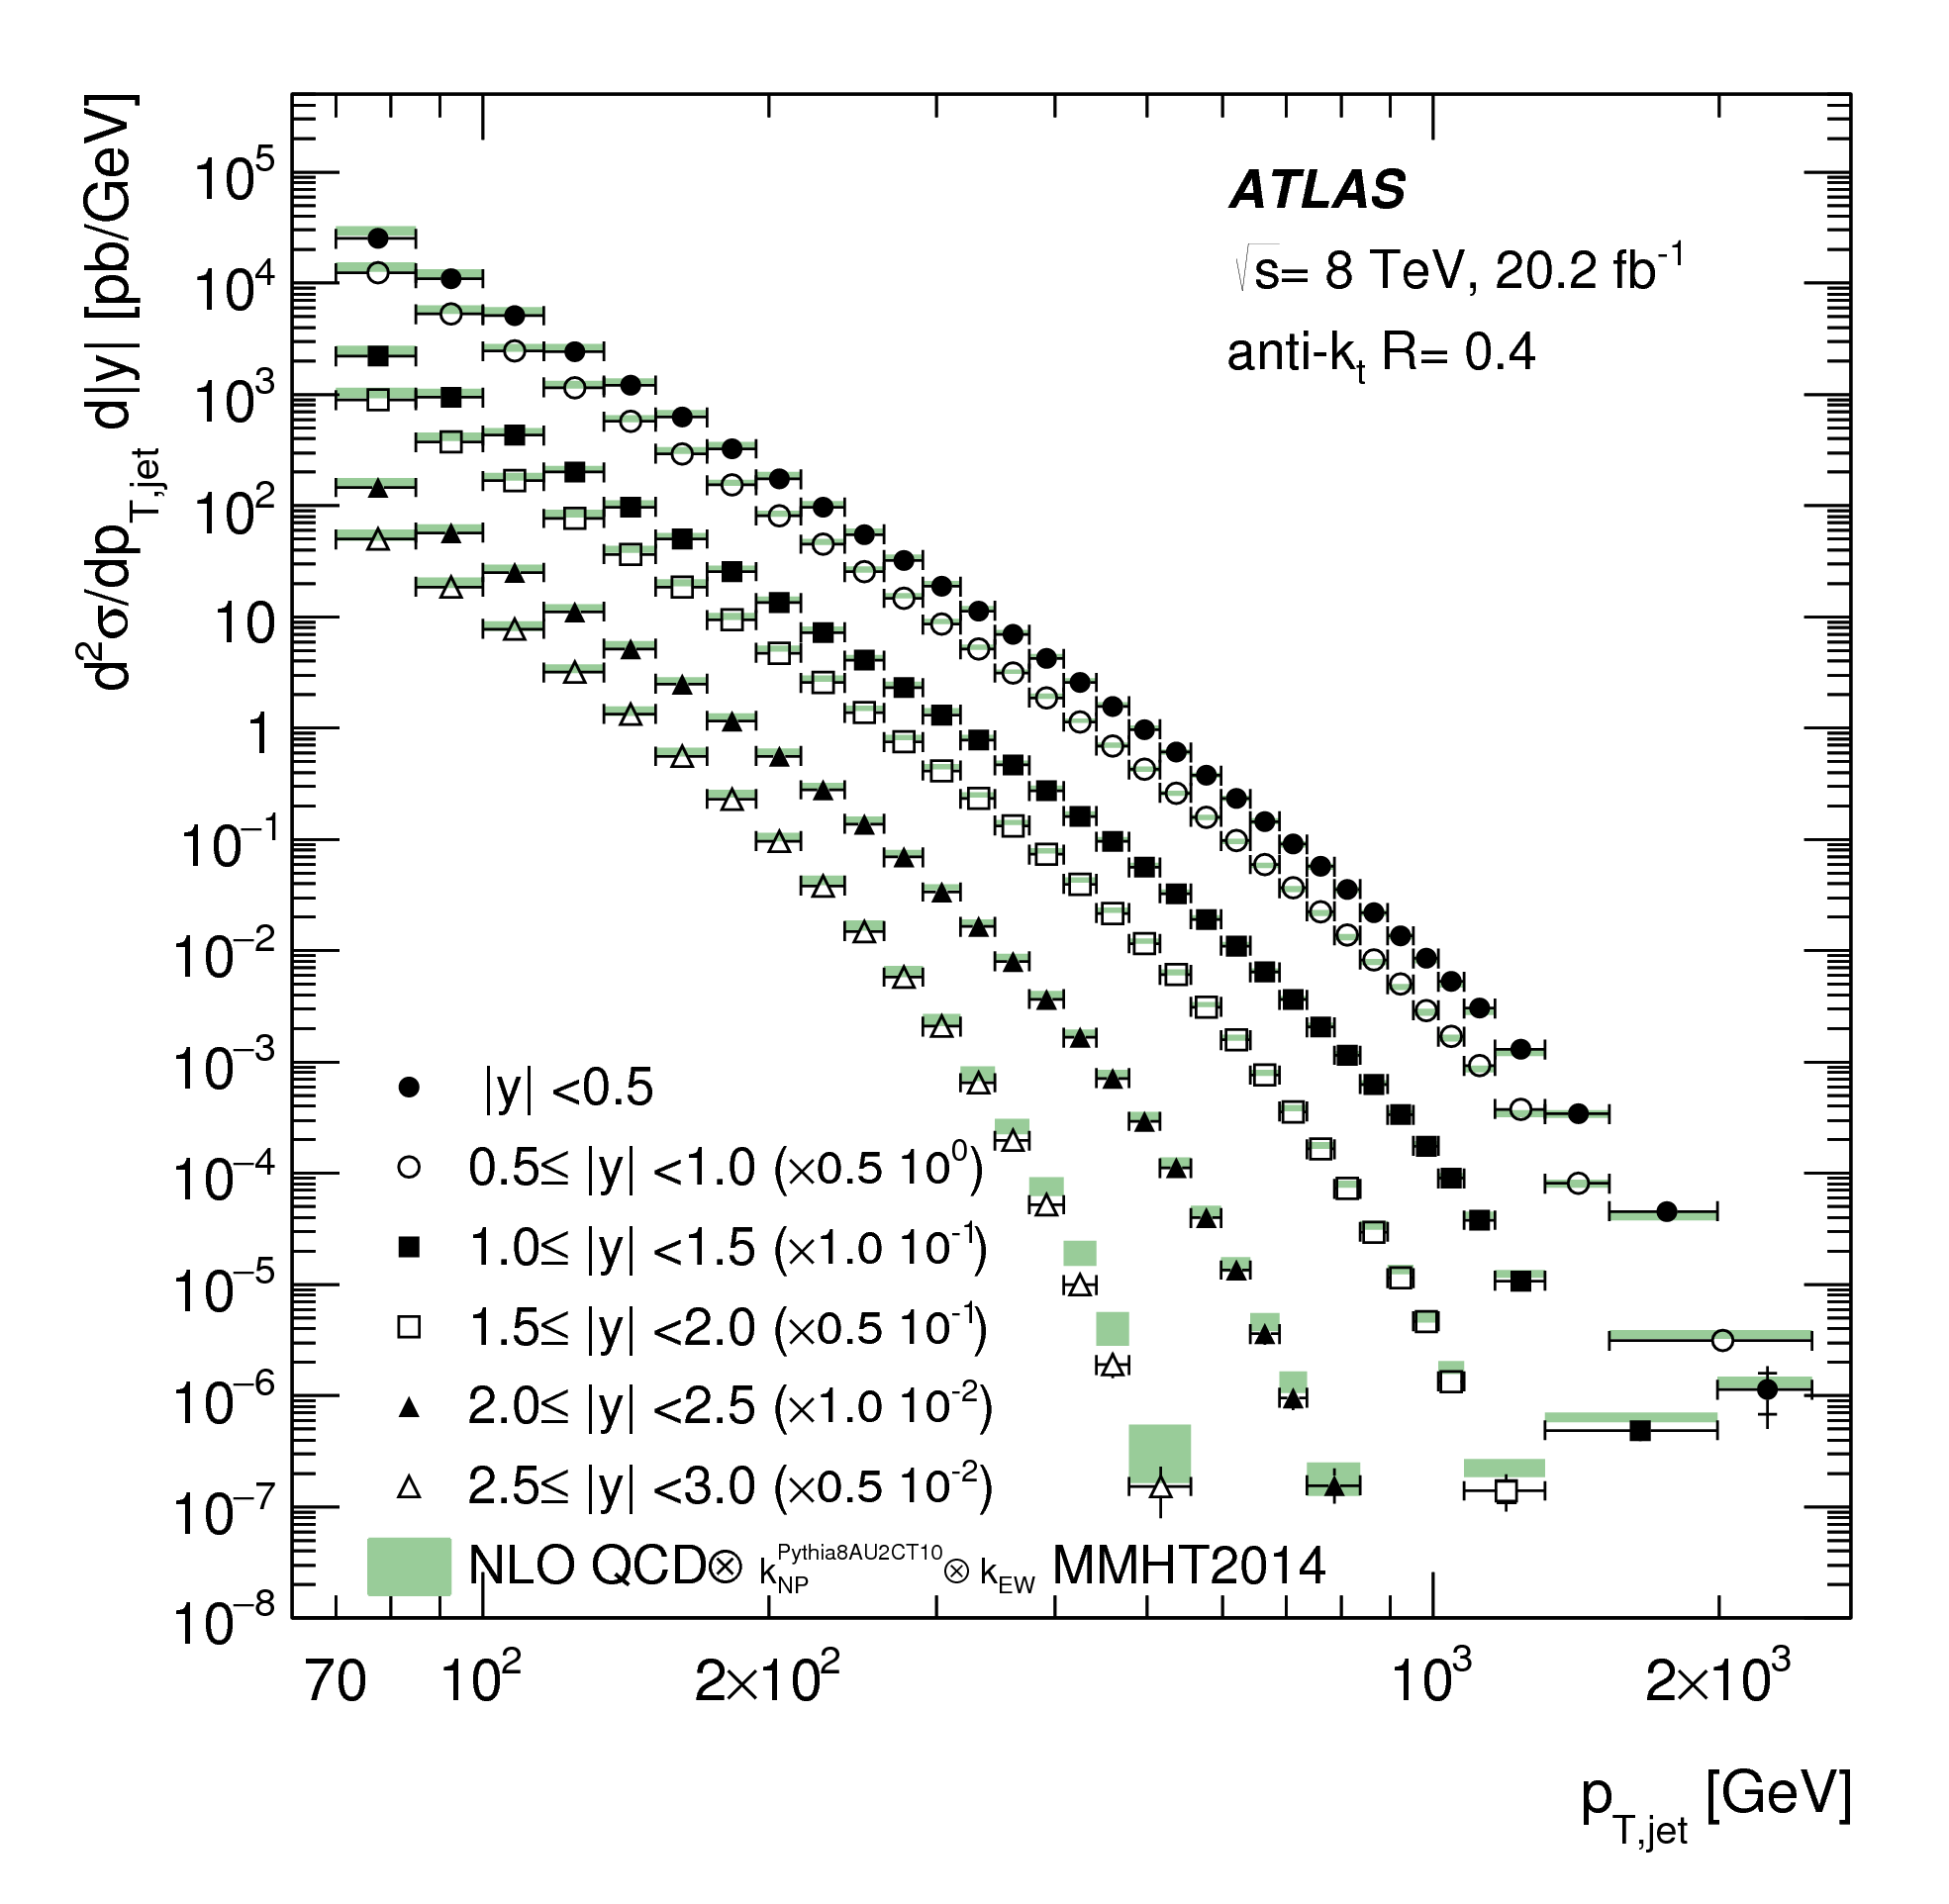 d²σ/dp_T,jet d|y| [pb/GeV]
10⁵
10⁴
10³
10²
10
1
10⁻¹
10⁻²
10⁻³
10⁻⁴
10⁻⁵
10⁻⁶
10⁻⁷
10⁻⁸
ATLAS
√s= 8 TeV, 20.2 fb⁻¹
anti-kₜ R= 0.4
|y| <0.5
0.5≤ |y| <1.0 (×0.5 10⁰)
1.0≤ |y| <1.5 (×1.0 10⁻¹)
1.5≤ |y| <2.0 (×0.5 10⁻¹)
2.0≤ |y| <2.5 (×1.0 10⁻²)
2.5≤ |y| <3.0 (×0.5 10⁻²)
NLO QCD⊗ k_NP^Pythia8AU2CT10 ⊗ k_EW MMHT2014
70 10² 2×10² 10³ 2×10³
p_T,jet [GeV]